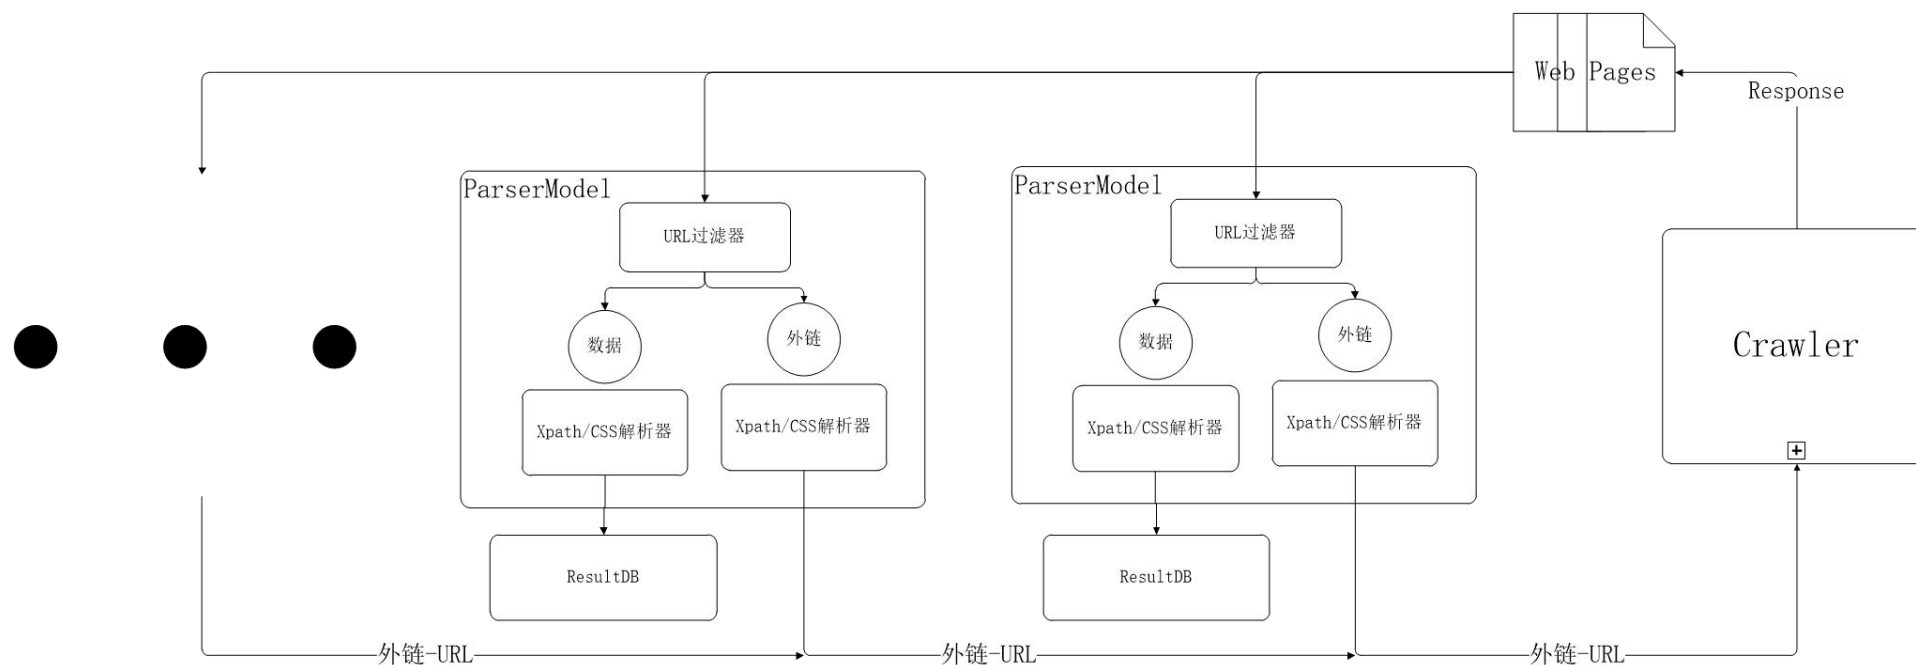 Web Pages
Response
ParserModel
URL过滤器
数据
外链
Xpath/CSS解析器
Xpath/CSS解析器
ResultDB
ParserModel
URL过滤器
数据
外链
Xpath/CSS解析器
Xpath/CSS解析器
ResultDB
Crawler
外链-URL
外链-URL
外链-URL